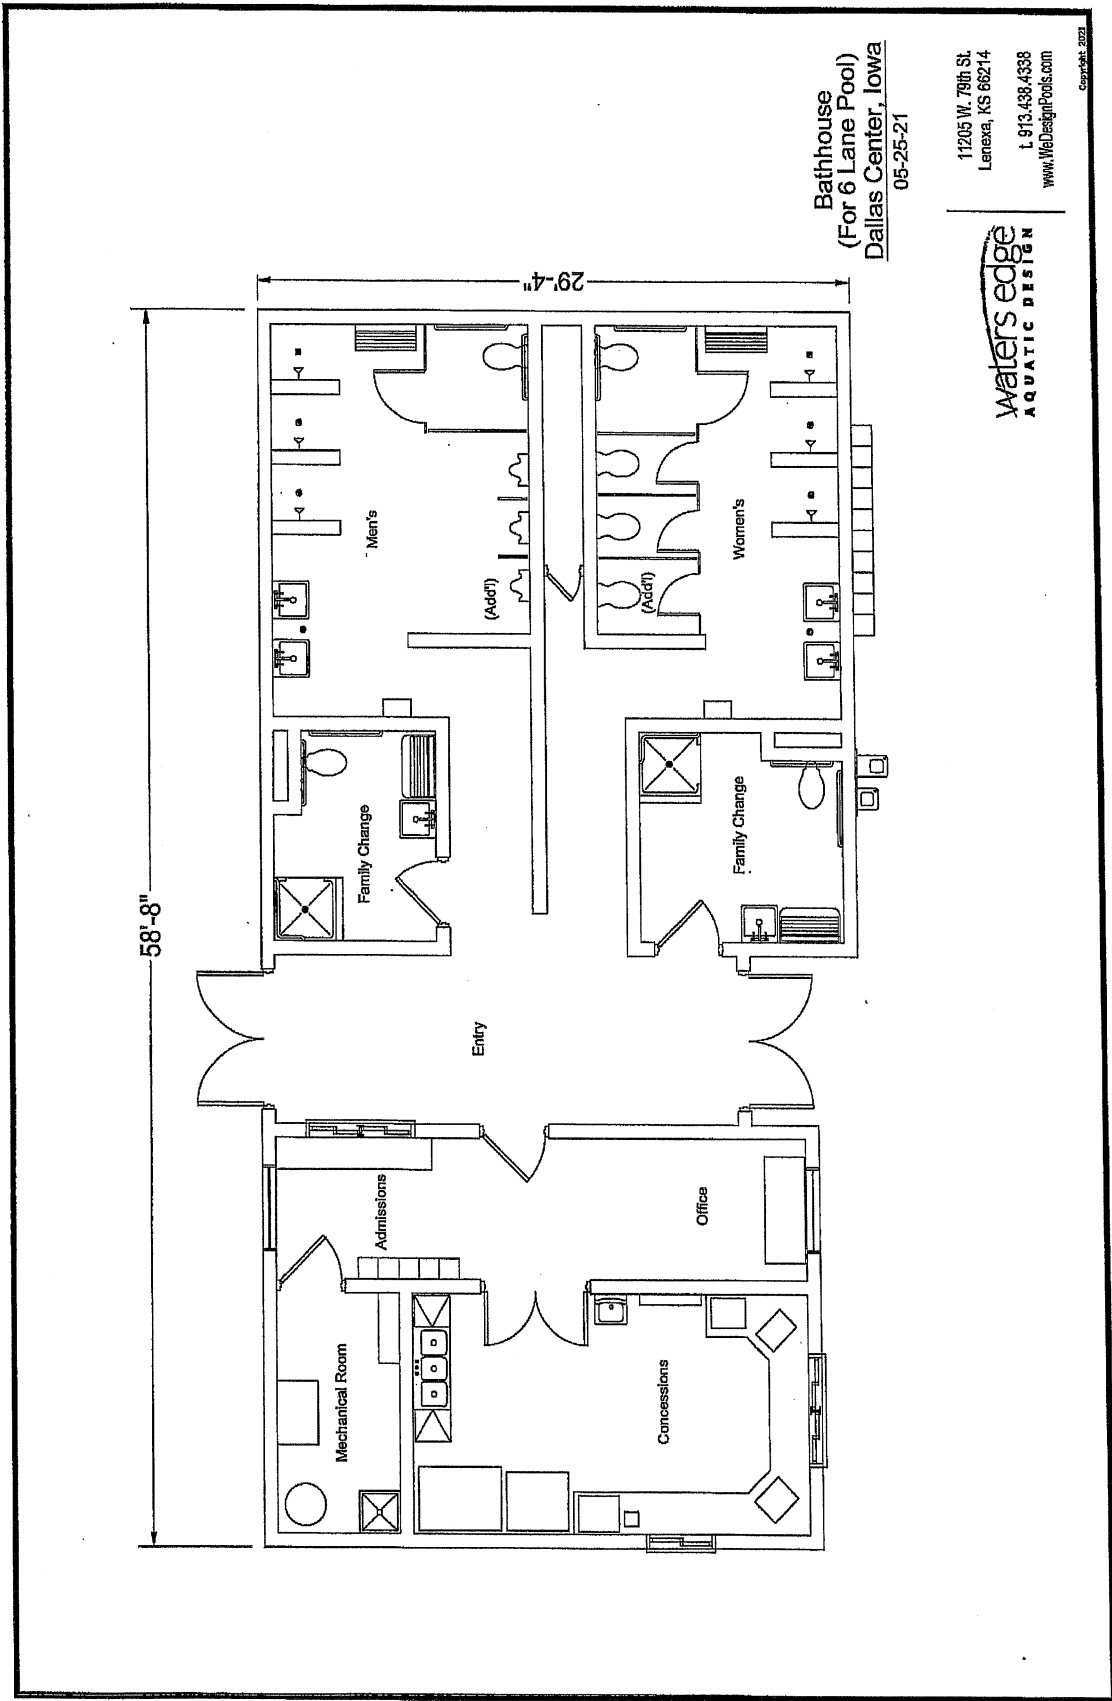 58'-8"
29'-4"
Mechanical Room
Admissions
Concessions
Office
Entry
Family Change
Family Change
Men's
(Add'l)
(Add'l)
Women's
waters edge
AQUATIC DESIGN
11205 W. 79th St.
Lenexa, KS 66214
t. 913.438.4338
www.WeDesignPools.com
Bathhouse
(For 6 Lane Pool)
Dallas Center, Iowa
05-25-21
Copyright 2021